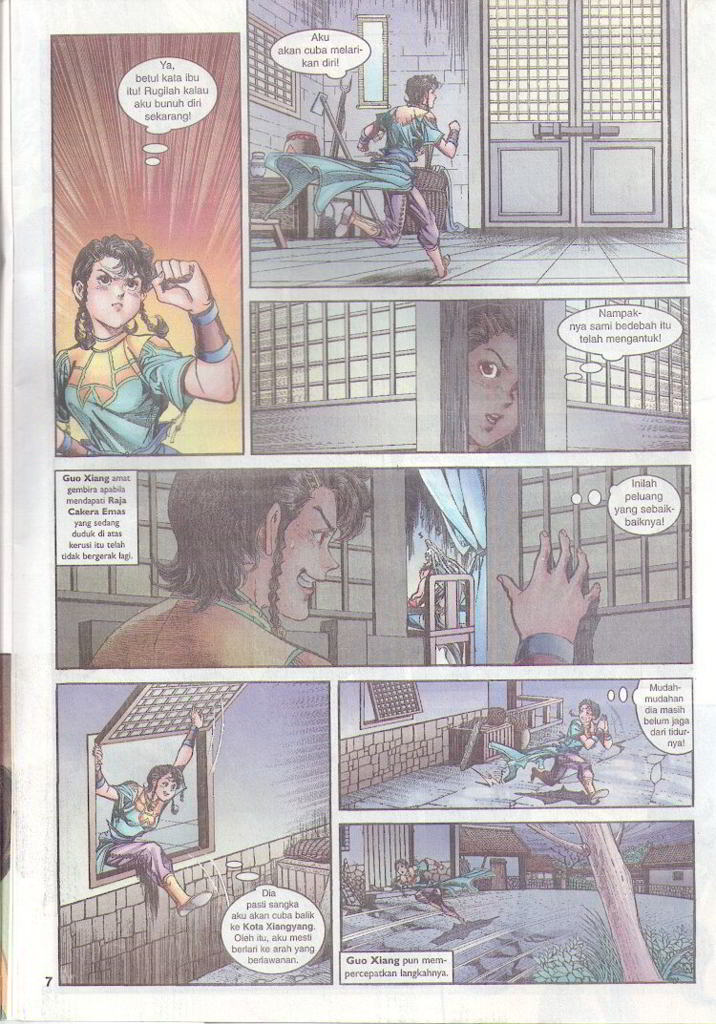 Ya,
betul kata ibu
itu! Rugilah kalau
aku bunuh diri
sekarang!
Aku
akan cuba melari-
kan diri!
Nampak-
nya sami bedebah itu
telah mengantuk!
Guo Xiang amat
gembira apabila
mendapati Raja
Cakera Emas
yang sedang
duduk di atas
kerusi itu telah
tidak bergerak lagi.
Inilah
peluang
yang sebaik-
baiknya!
Dia
pasti sangka
aku akan cuba balik
ke Kota Xiangyang.
Oleh itu, aku mesti
berlari ke arah yang
berlawanan.
Mudah-
mudahan
dia masih
belum jaga
dari tidur-
nya!
Guo Xiang pun mem-
percepatkan langkahnya.
7